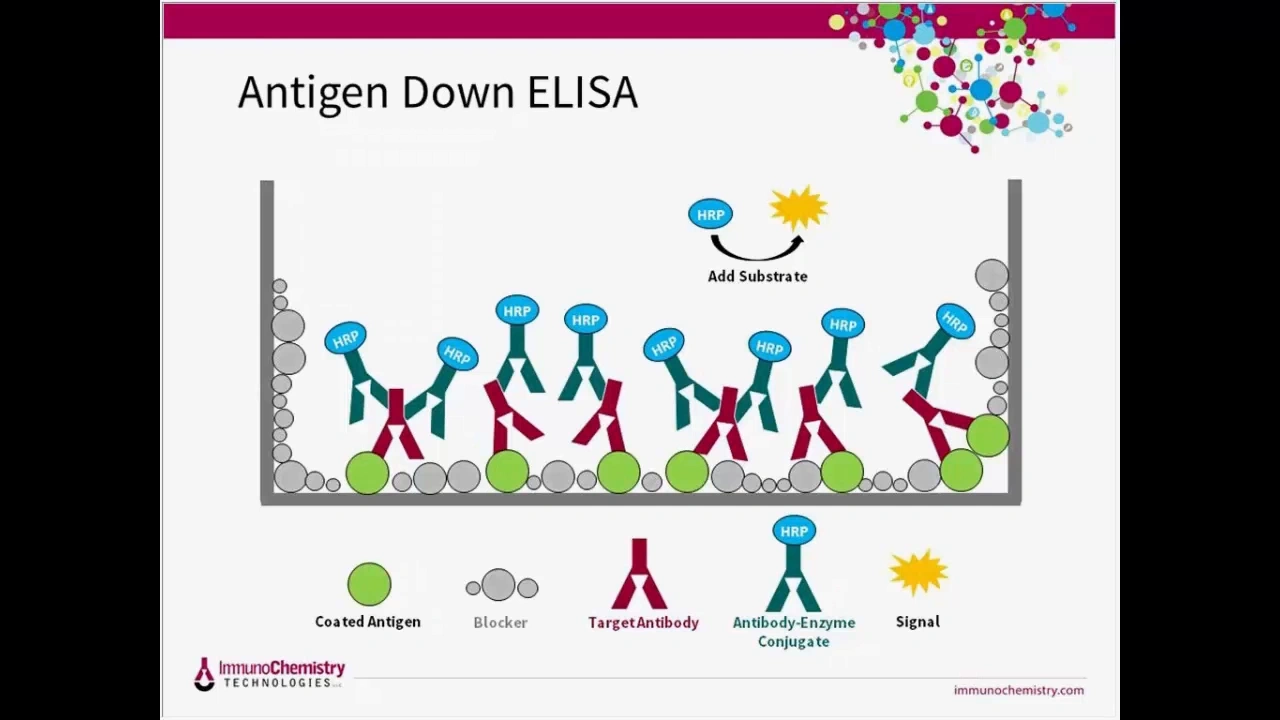 Antigen Down ELISA
HRP
Add Substrate
HRP
HRP
HRP
HRP
HRP
HRP
HRP
HRP
HRP
Coated Antigen
Blocker
Target Antibody
Antibody-Enzyme
Conjugate
Signal
ImmunoChemistry
TECHNOLOGIES
immunochemistry.com